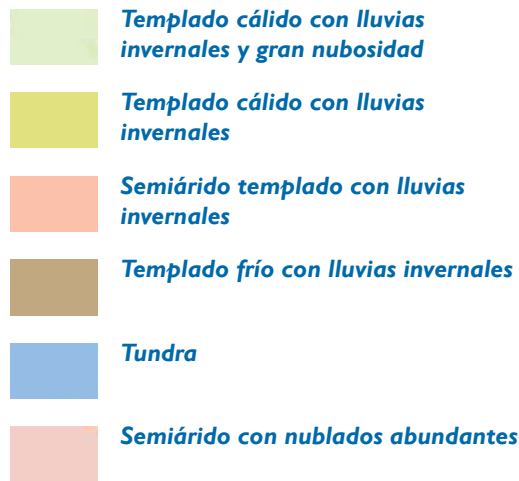 Templado cálido con lluvias
invernales y gran nubosidad
Templado cálido con lluvias
invernales
Semiárido templado con lluvias
invernales
Templado frío con lluvias invernales
Tundra
Semiárido con nublados abundantes